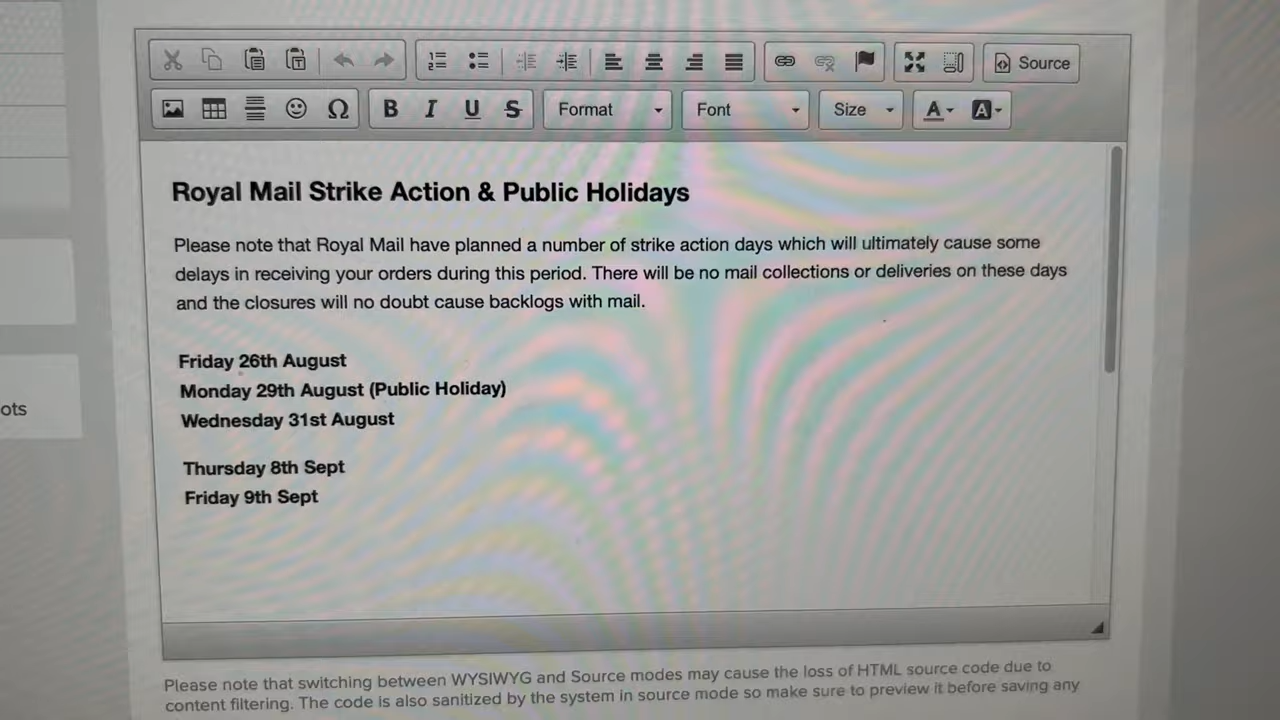 Source
B I U S Format Font Size A A
Royal Mail Strike Action & Public Holidays
Please note that Royal Mail have planned a number of strike action days which will ultimately cause some
delays in receiving your orders during this period. There will be no mail collections or deliveries on these days
and the closures will no doubt cause backlogs with mail.
Friday 26th August
Monday 29th August (Public Holiday)
Wednesday 31st August
ots
Thursday 8th Sept
Friday 9th Sept
Please note that switching between WYSIWYG and Source modes may cause the loss of HTML source code due to
content filtering. The code is also sanitized by the system in source mode so make sure to preview it before saving any